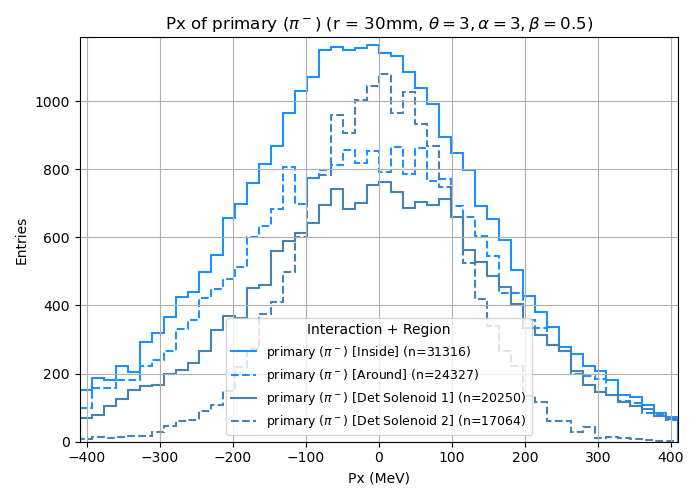 Px of primary (π⁻) (r = 30mm, θ = 3, α = 3, β = 0.5)
Entries
1000
800
600
400
200
0
Interaction + Region
primary (π⁻) [Inside] (n=31316)
primary (π⁻) [Around] (n=24327)
primary (π⁻) [Det Solenoid 1] (n=20250)
primary (π⁻) [Det Solenoid 2] (n=17064)
−400 −300 −200 −100 0 100 200 300 400
Px (MeV)